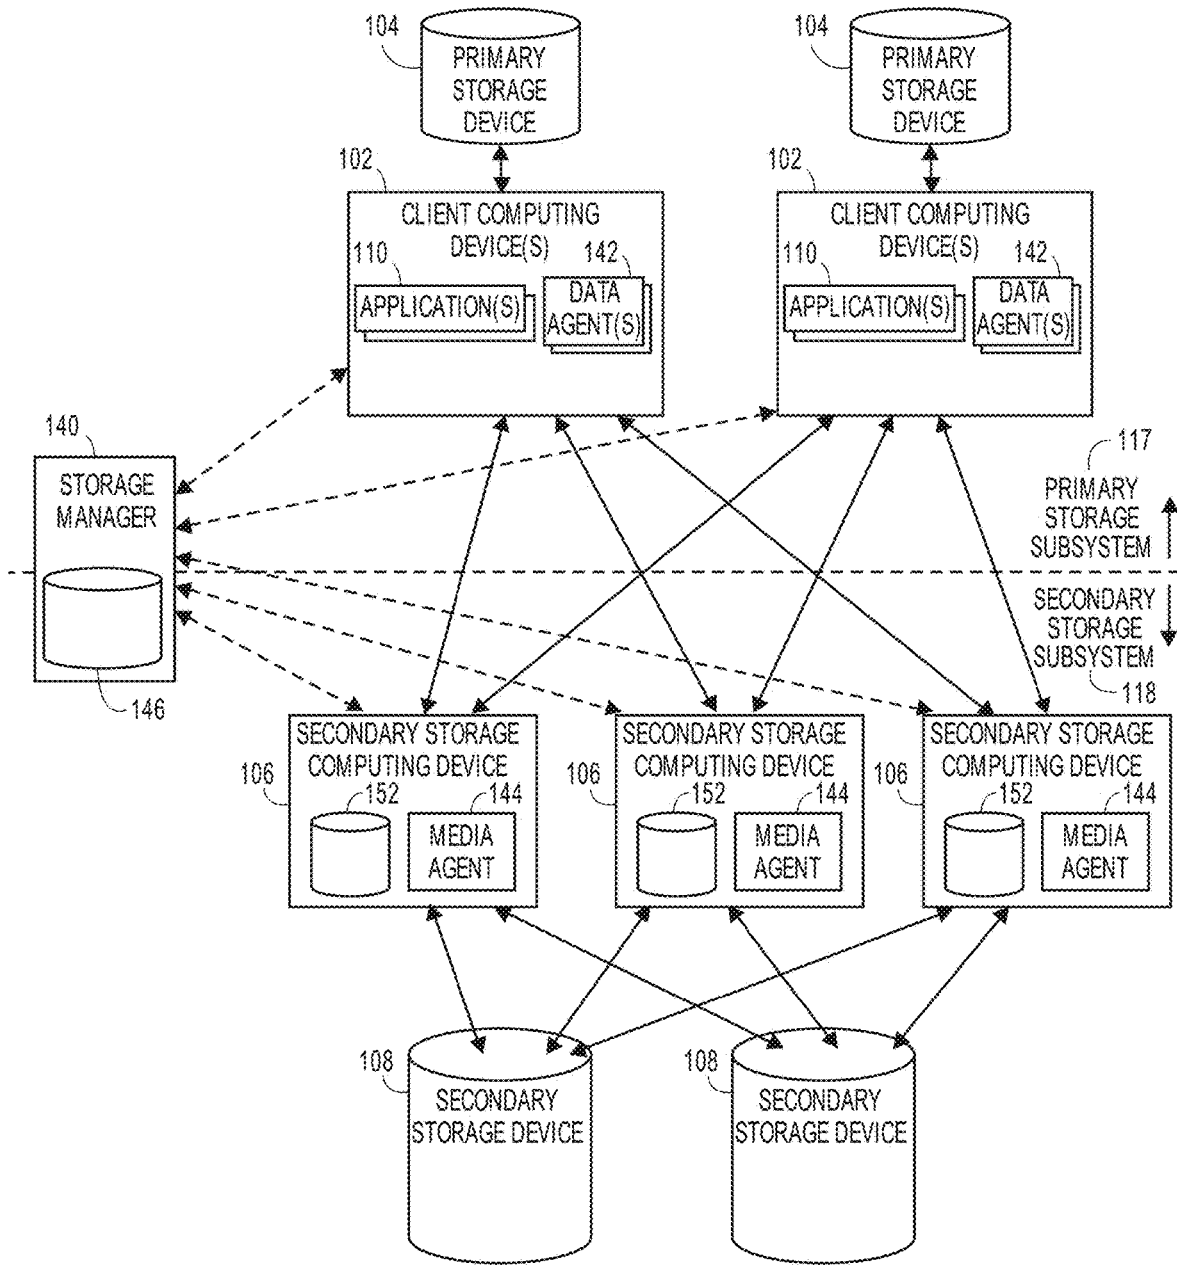 104
PRIMARY
STORAGE
DEVICE
104
PRIMARY
STORAGE
DEVICE
102
CLIENT COMPUTING
DEVICE(S)
110
APPLICATION(S)
142
DATA
AGENT(S)
102
CLIENT COMPUTING
DEVICE(S)
110
APPLICATION(S)
142
DATA
AGENT(S)
140
STORAGE
MANAGER
146
117
PRIMARY
STORAGE
SUBSYSTEM
SECONDARY
STORAGE
SUBSYSTEM
118
106
SECONDARY STORAGE
COMPUTING DEVICE
152
144
MEDIA
AGENT
106
SECONDARY STORAGE
COMPUTING DEVICE
152
144
MEDIA
AGENT
106
SECONDARY STORAGE
COMPUTING DEVICE
152
144
MEDIA
AGENT
108
SECONDARY
STORAGE DEVICE
108
SECONDARY
STORAGE DEVICE